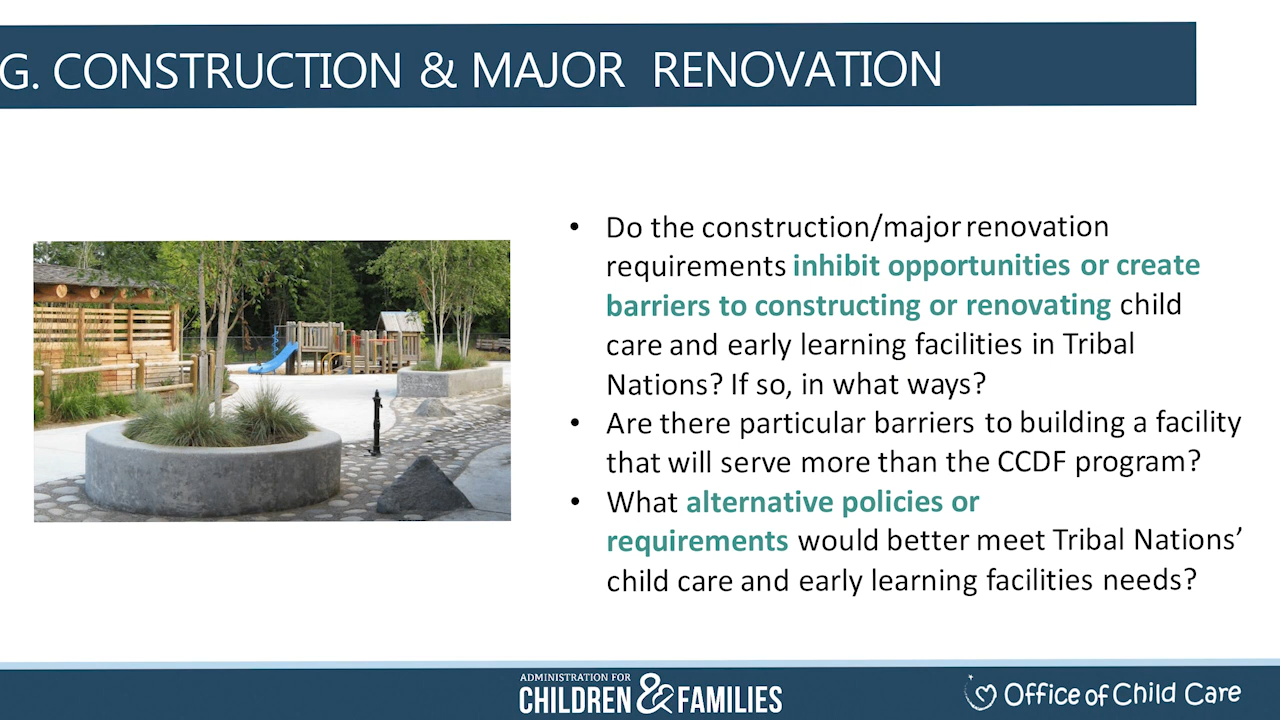 G. CONSTRUCTION & MAJOR RENOVATION
• Do the construction/major renovation
requirements inhibit opportunities or create
barriers to constructing or renovating child
care and early learning facilities in Tribal
Nations? If so, in what ways?
• Are there particular barriers to building a facility
that will serve more than the CCDF program?
• What alternative policies or
requirements would better meet Tribal Nations’
child care and early learning facilities needs?
ADMINISTRATION FOR
CHILDREN & FAMILIES
Office of Child Care